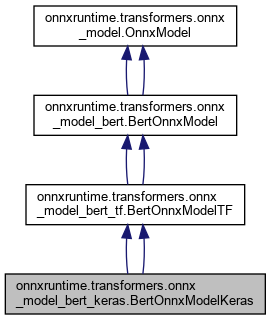 onnxruntime.transformers.onnx
_model.OnnxModel
onnxruntime.transformers.onnx
_model_bert.BertOnnxModel
onnxruntime.transformers.onnx
_model_bert_tf.BertOnnxModelTF
onnxruntime.transformers.onnx
_model_bert_keras.BertOnnxModelKeras